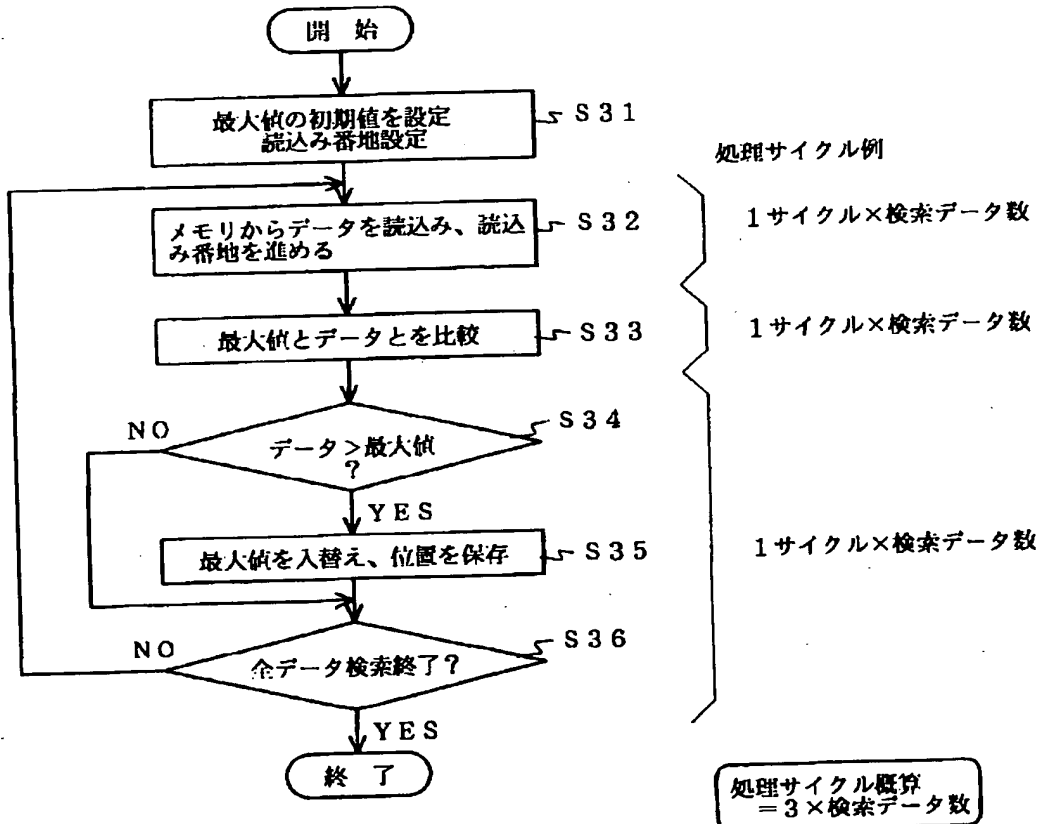 開 始
最大値の初期値を設定
読込み番地設定
S31
処理サイクル例
メモリからデータを読込み、読込
み番地を進める
S32
1サイクル×検索データ数
最大値とデータとを比較
S33
1サイクル×検索データ数
データ>最大値
?
S34
NO
YES
最大値を入替え、位置を保存
S35
1サイクル×検索データ数
全データ検索終了?
S36
NO
YES
終 了
処理サイクル概算
=3×検索データ数